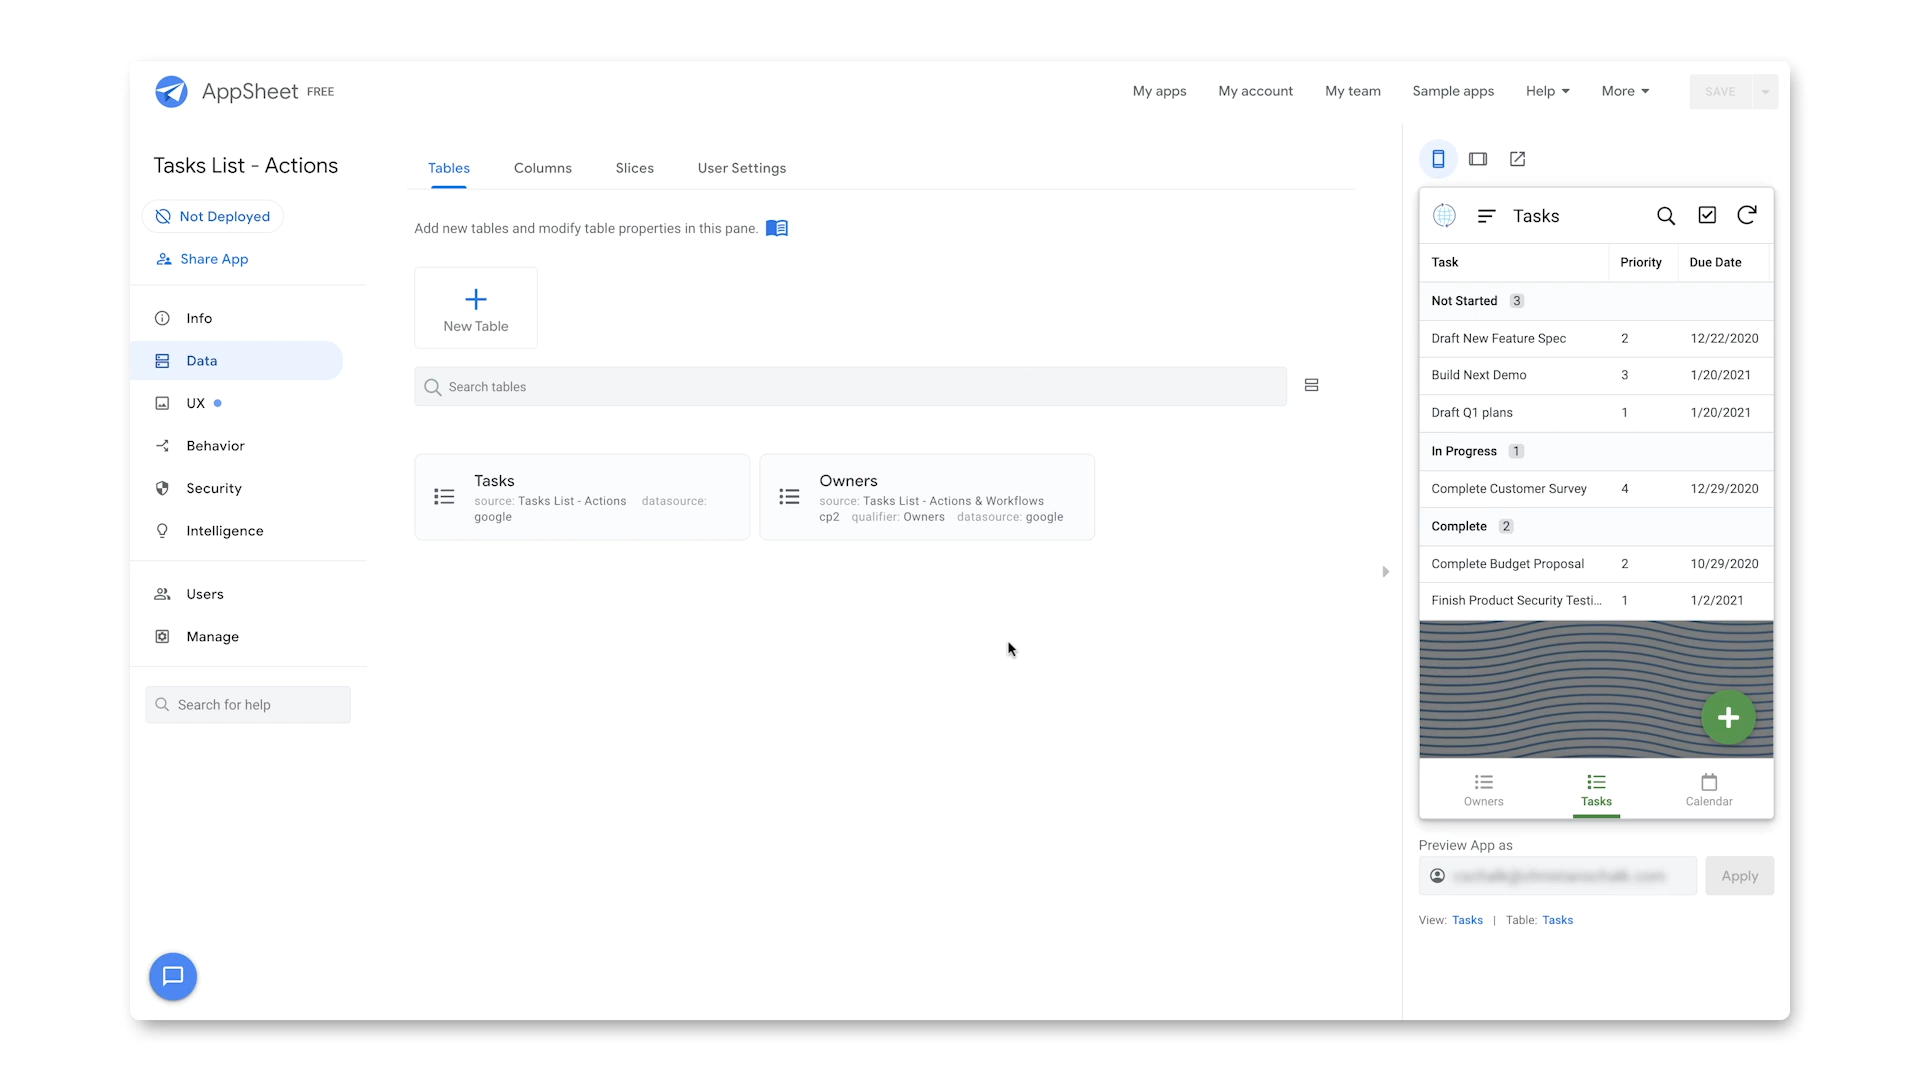 AppSheet FREE
My apps
My account
My team
Sample apps
Help
More
SAVE
Tasks List - Actions
Not Deployed
Share App
Info
Data
UX
Behavior
Security
Intelligence
Users
Manage
Search for help
Tables
Columns
Slices
User Settings
Add new tables and modify table properties in this pane.
New Table
Search tables
Tasks
source: Tasks List - Actions datasource:
google
Owners
source: Tasks List - Actions & Workflows
cp2 qualifier: Owners datasource: google
Tasks
Task Priority Due Date
Not Started 3
Draft New Feature Spec 2 12/22/2020
Build Next Demo 3 1/20/2021
Draft Q1 plans 1 1/20/2021
In Progress 1
Complete Customer Survey 4 12/29/2020
Complete 2
Complete Budget Proposal 2 10/29/2020
Finish Product Security Testi... 1 1/2/2021
Owners
Tasks
Calendar
Preview App as
Apply
View: Tasks | Table: Tasks